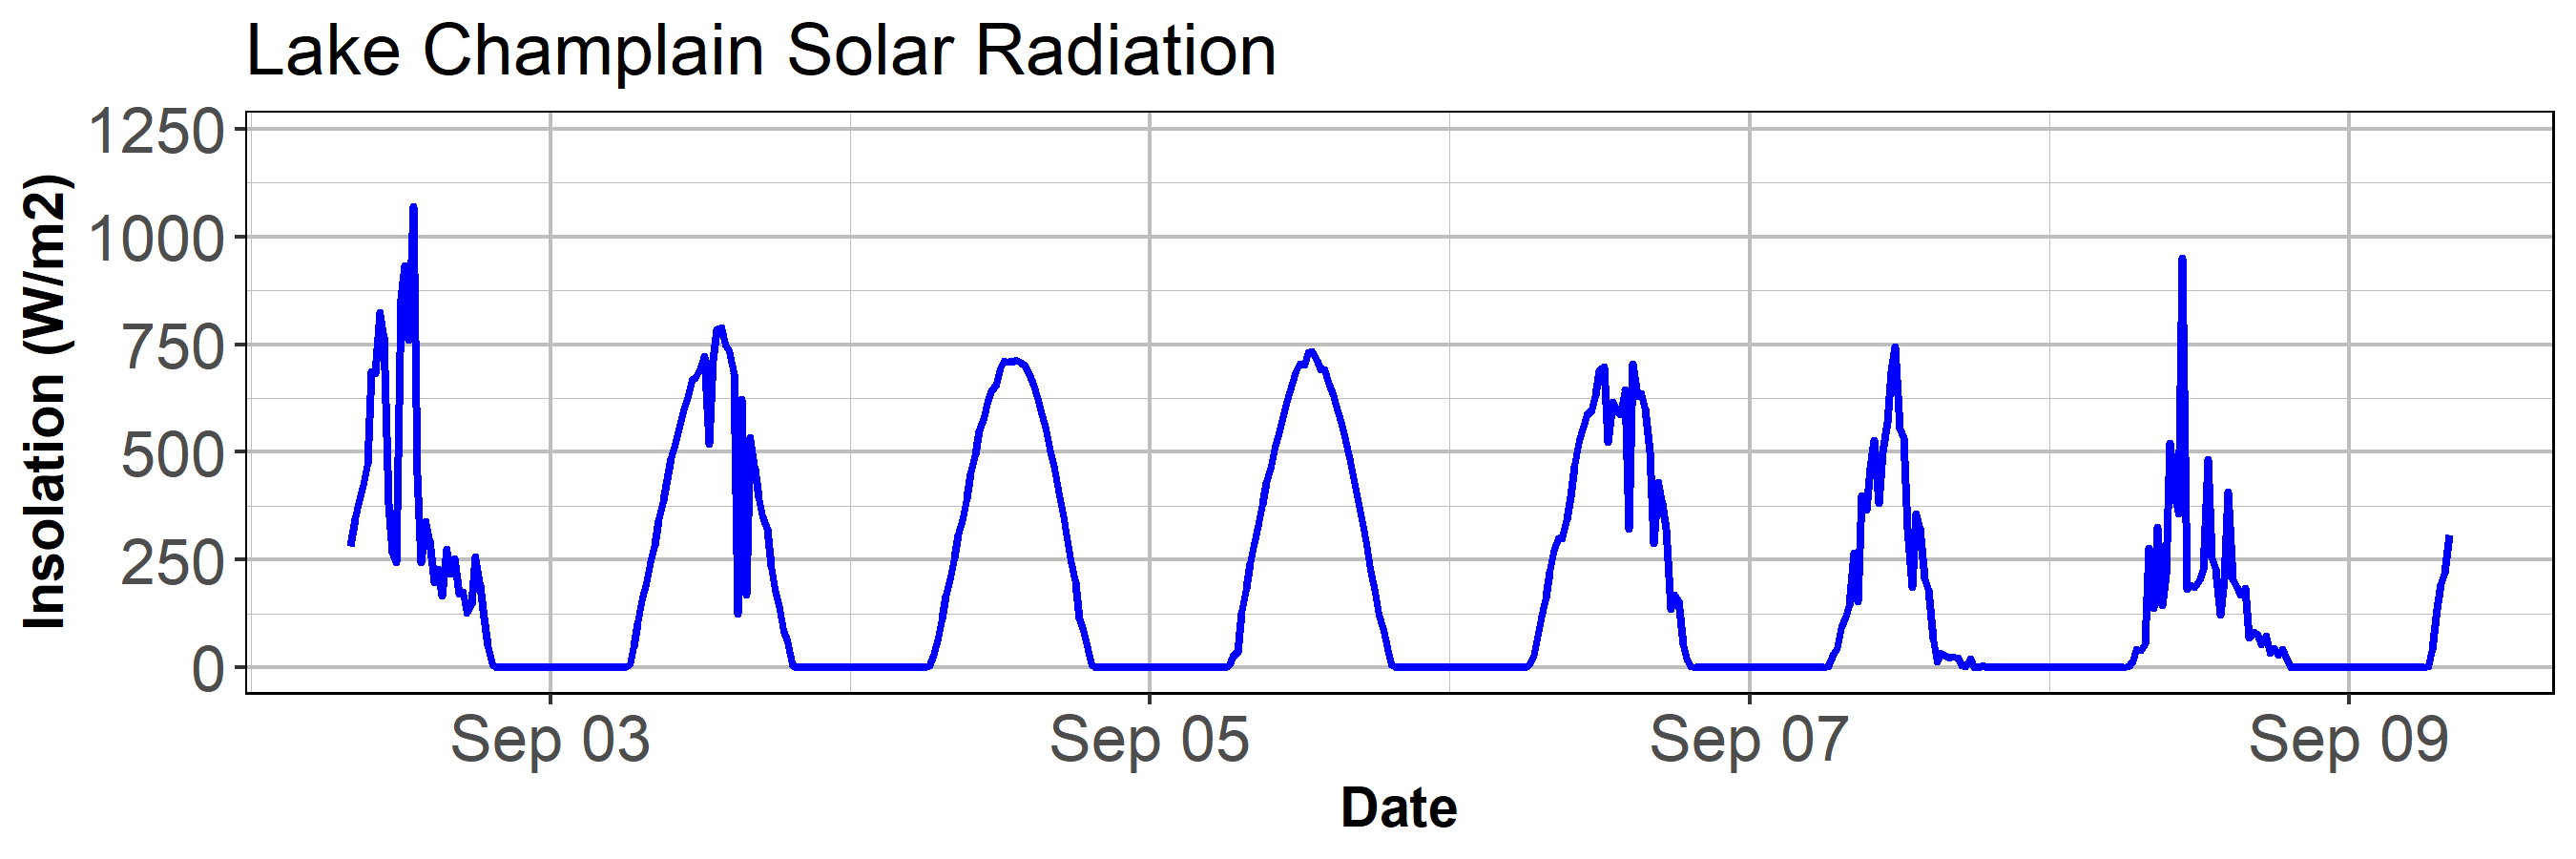 Lake Champlain Solar Radiation
Insolation (W/m2)
1250
1000
750
500
250
0
Sep 03 Sep 05 Sep 07 Sep 09
Date